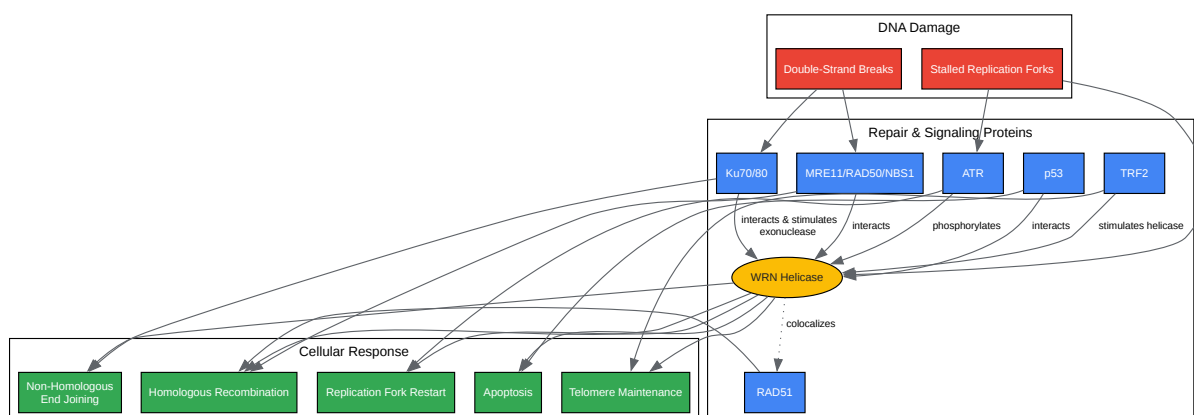 DNA Damage
Double-Strand Breaks
Stalled Replication Forks
Repair & Signaling Proteins
Ku70/80
MRE11/RAD50/NBS1
ATR
p53
TRF2
interacts & stimulates
exonuclease
interacts
phosphorylates
interacts
stimulates helicase
WRN Helicase
colocalizes
Cellular Response
Non-Homologous
End Joining
Homologous Recombination
Replication Fork Restart
Apoptosis
Telomere Maintenance
RAD51